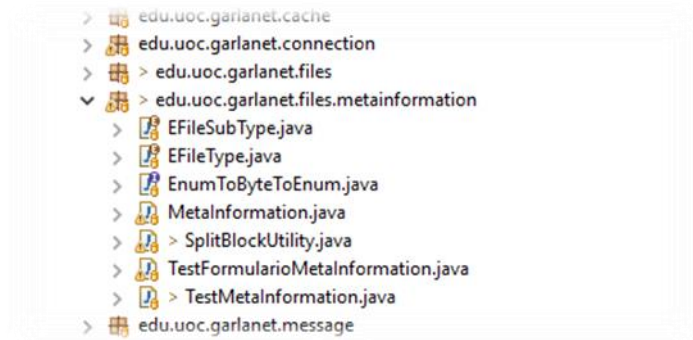 edu.uoc.garlanet.cache
edu.uoc.garlanet.connection
> edu.uoc.garlanet.files
> edu.uoc.garlanet.files.metainformation
EFileSubType.java
EFileType.java
EnumToByteToEnum.java
MetaInformation.java
> SplitBlockUtility.java
TestFormularioMetaInformation.java
> TestMetaInformation.java
edu.uoc.garlanet.message